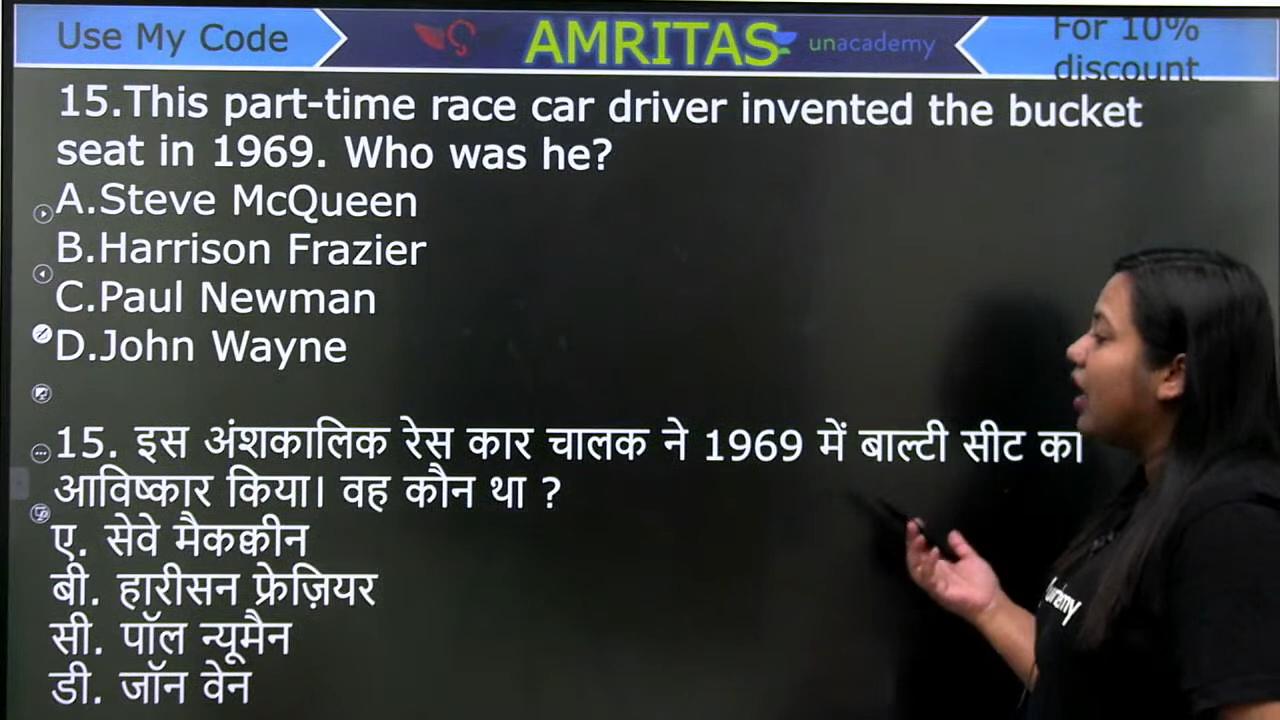 Use My Code
AMRITAS
unacademy
For 10%
discount
15.This part-time race car driver invented the bucket
seat in 1969. Who was he?
A.Steve McQueen
B.Harrison Frazier
C.Paul Newman
D.John Wayne
15. इस अंशकालिक रेस कार चालक ने 1969 में बाल्टी सीट का
आविष्कार किया। वह कौन था ?
ए. सेवे मैकक्वीन
बी. हारीसन फ्रेज़ियर
सी. पॉल न्यूमैन
डी. जॉन वेन